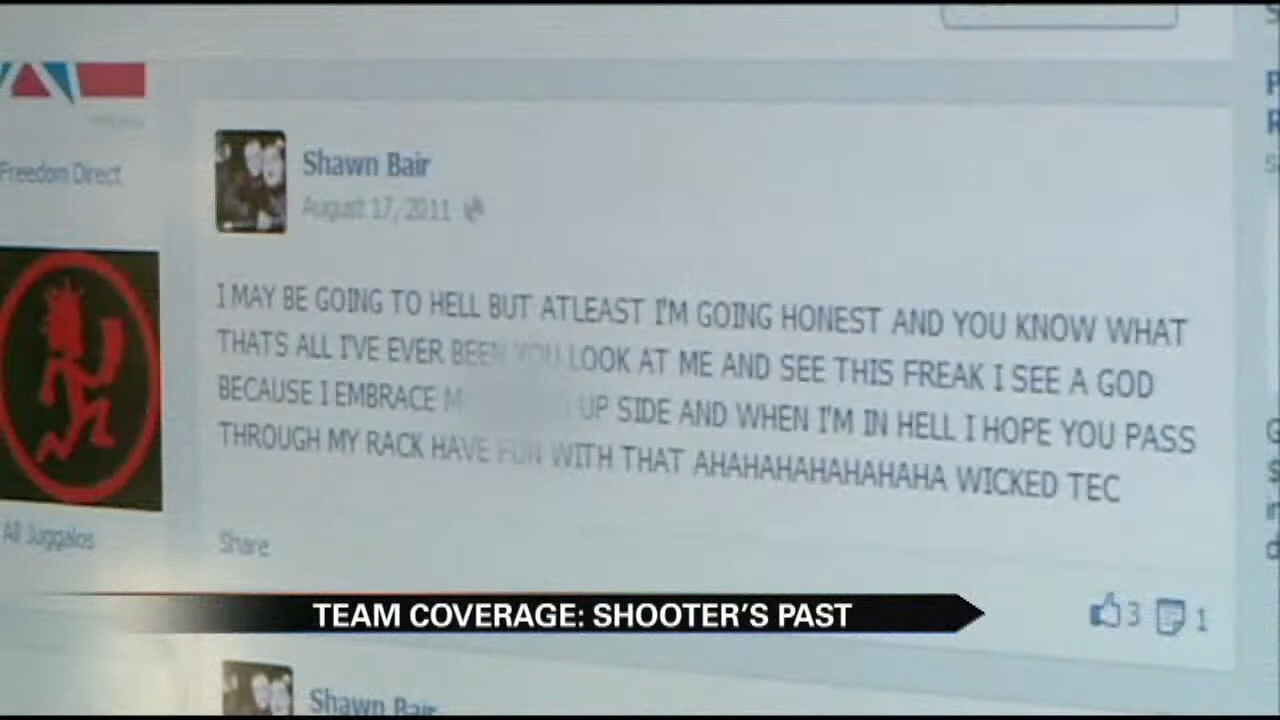 Freedom Direct
All Juggalos
Shawn Bair
August 17, 2011
I MAY BE GOING TO HELL BUT ATLEAST I'M GOING HONEST AND YOU KNOW WHAT
THATS ALL I'VE EVER BEEN YOU LOOK AT ME AND SEE THIS FREAK I SEE A GOD
BECAUSE I EMBRACE UP SIDE AND WHEN I'M IN HELL I HOPE YOU PASS
THROUGH MY RACK HAVE FUN WITH THAT AHAHAHAHAHAHAHA WICKED TEC
Share
3 1
TEAM COVERAGE: SHOOTER'S PAST
Shawn Bair